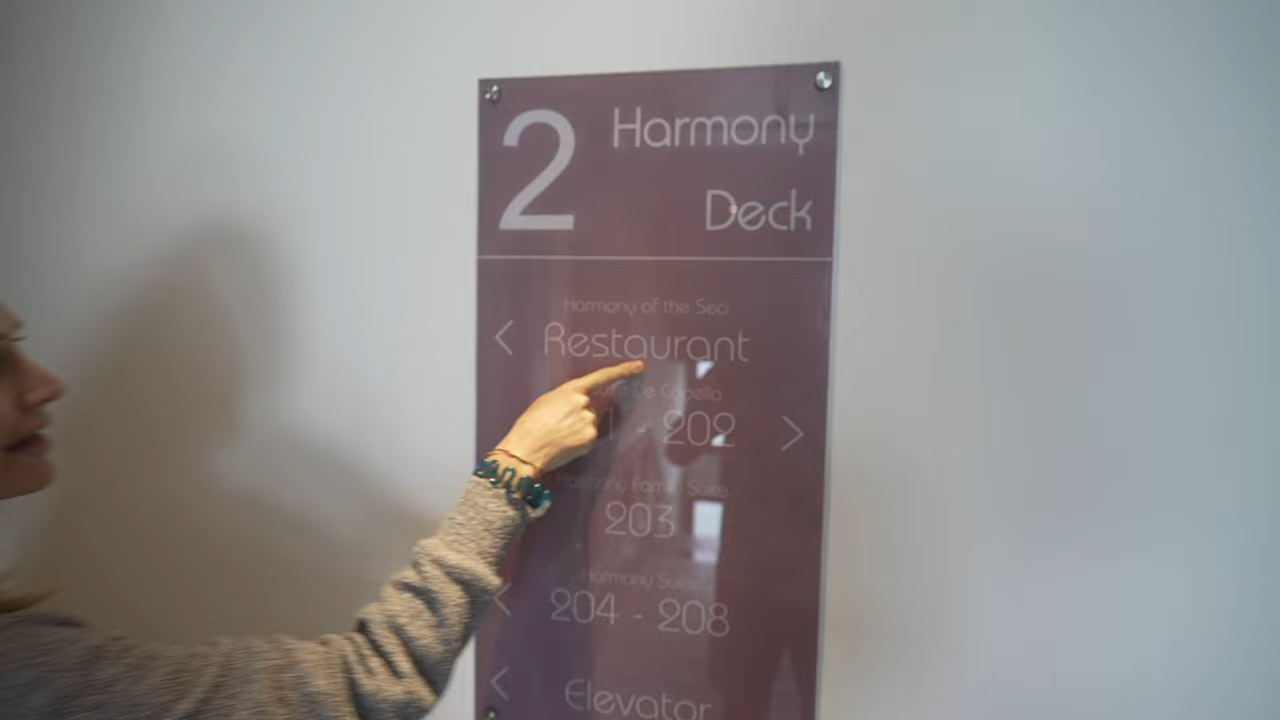 2 Harmony
Deck
Harmony of the Sea
< Restaurant
De Capella
- 202 >
Harmony Family Suite
203
Harmony Suite
< 204 - 208
< Elevator